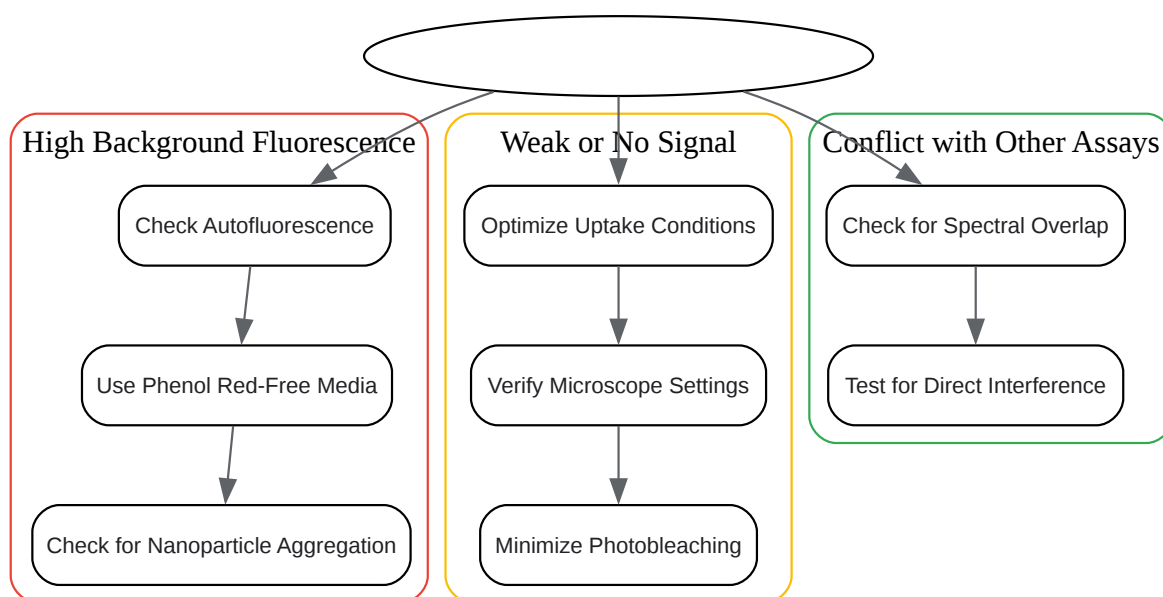 High Background Fluorescence
Check Autofluorescence
Use Phenol Red-Free Media
Check for Nanoparticle Aggregation
Weak or No Signal
Optimize Uptake Conditions
Verify Microscope Settings
Minimize Photobleaching
Conflict with Other Assays
Check for Spectral Overlap
Test for Direct Interference